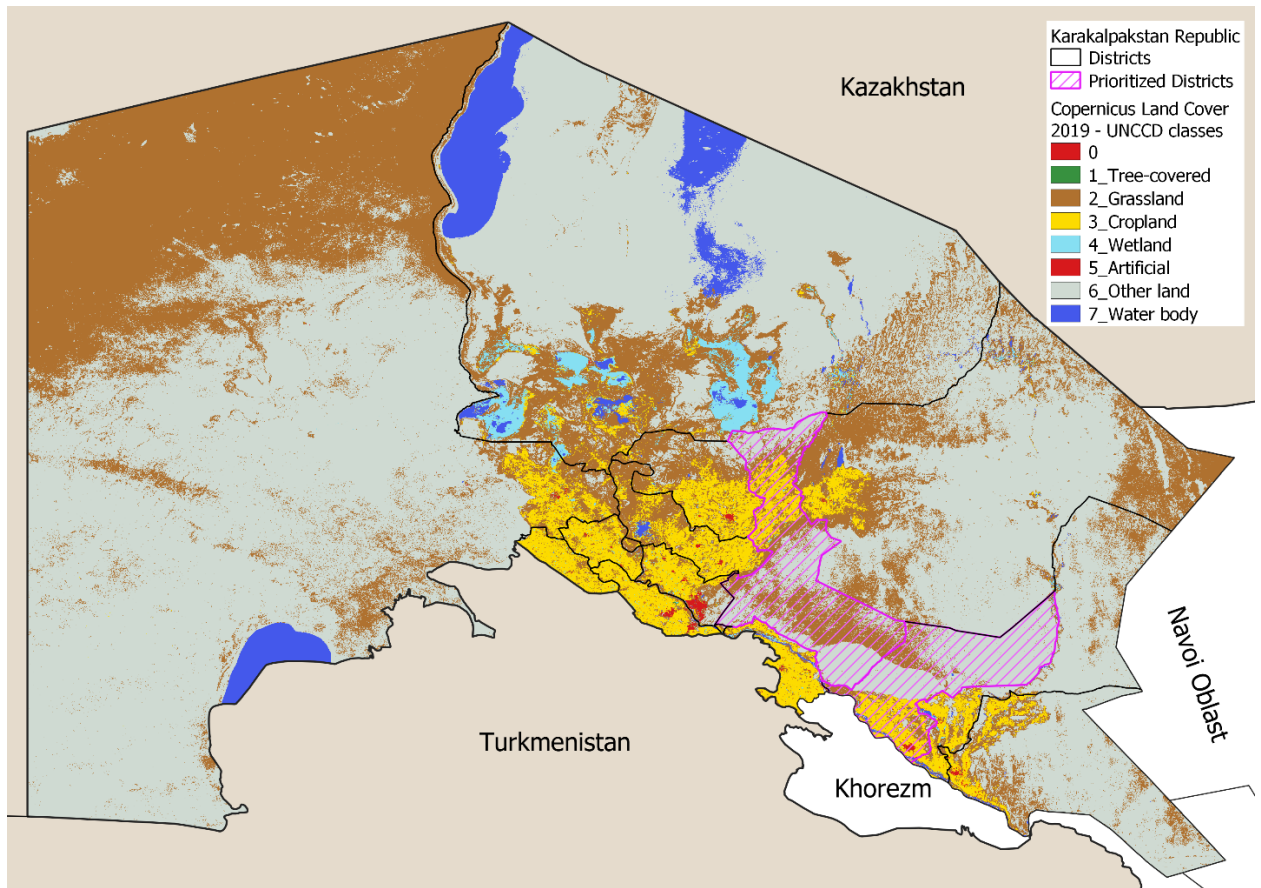 Karakalpakstan Republic
Districts
Prioritized Districts
Copernicus Land Cover
2019 - UNCCD classes
0
1_Tree-covered
2_Grassland
3_Cropland
4_Wetland
5_Artificial
6_Other land
7_Water body
Kazakhstan
Navoi Oblast
Turkmenistan
Khorezm